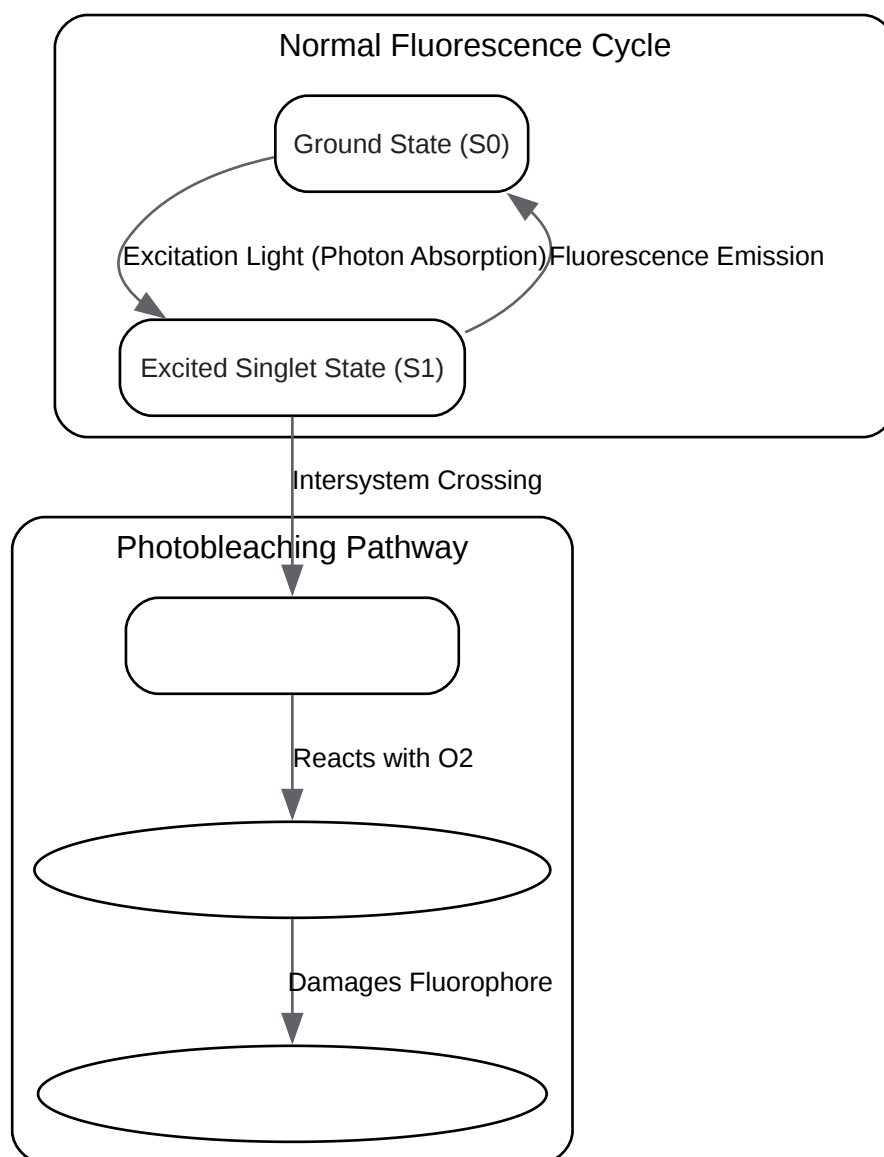 Normal Fluorescence Cycle
Ground State (S0)
Excitation Light (Photon Absorption)
Fluorescence Emission
Excited Singlet State (S1)
Intersystem Crossing
Photobleaching Pathway
Reacts with O2
Damages Fluorophore